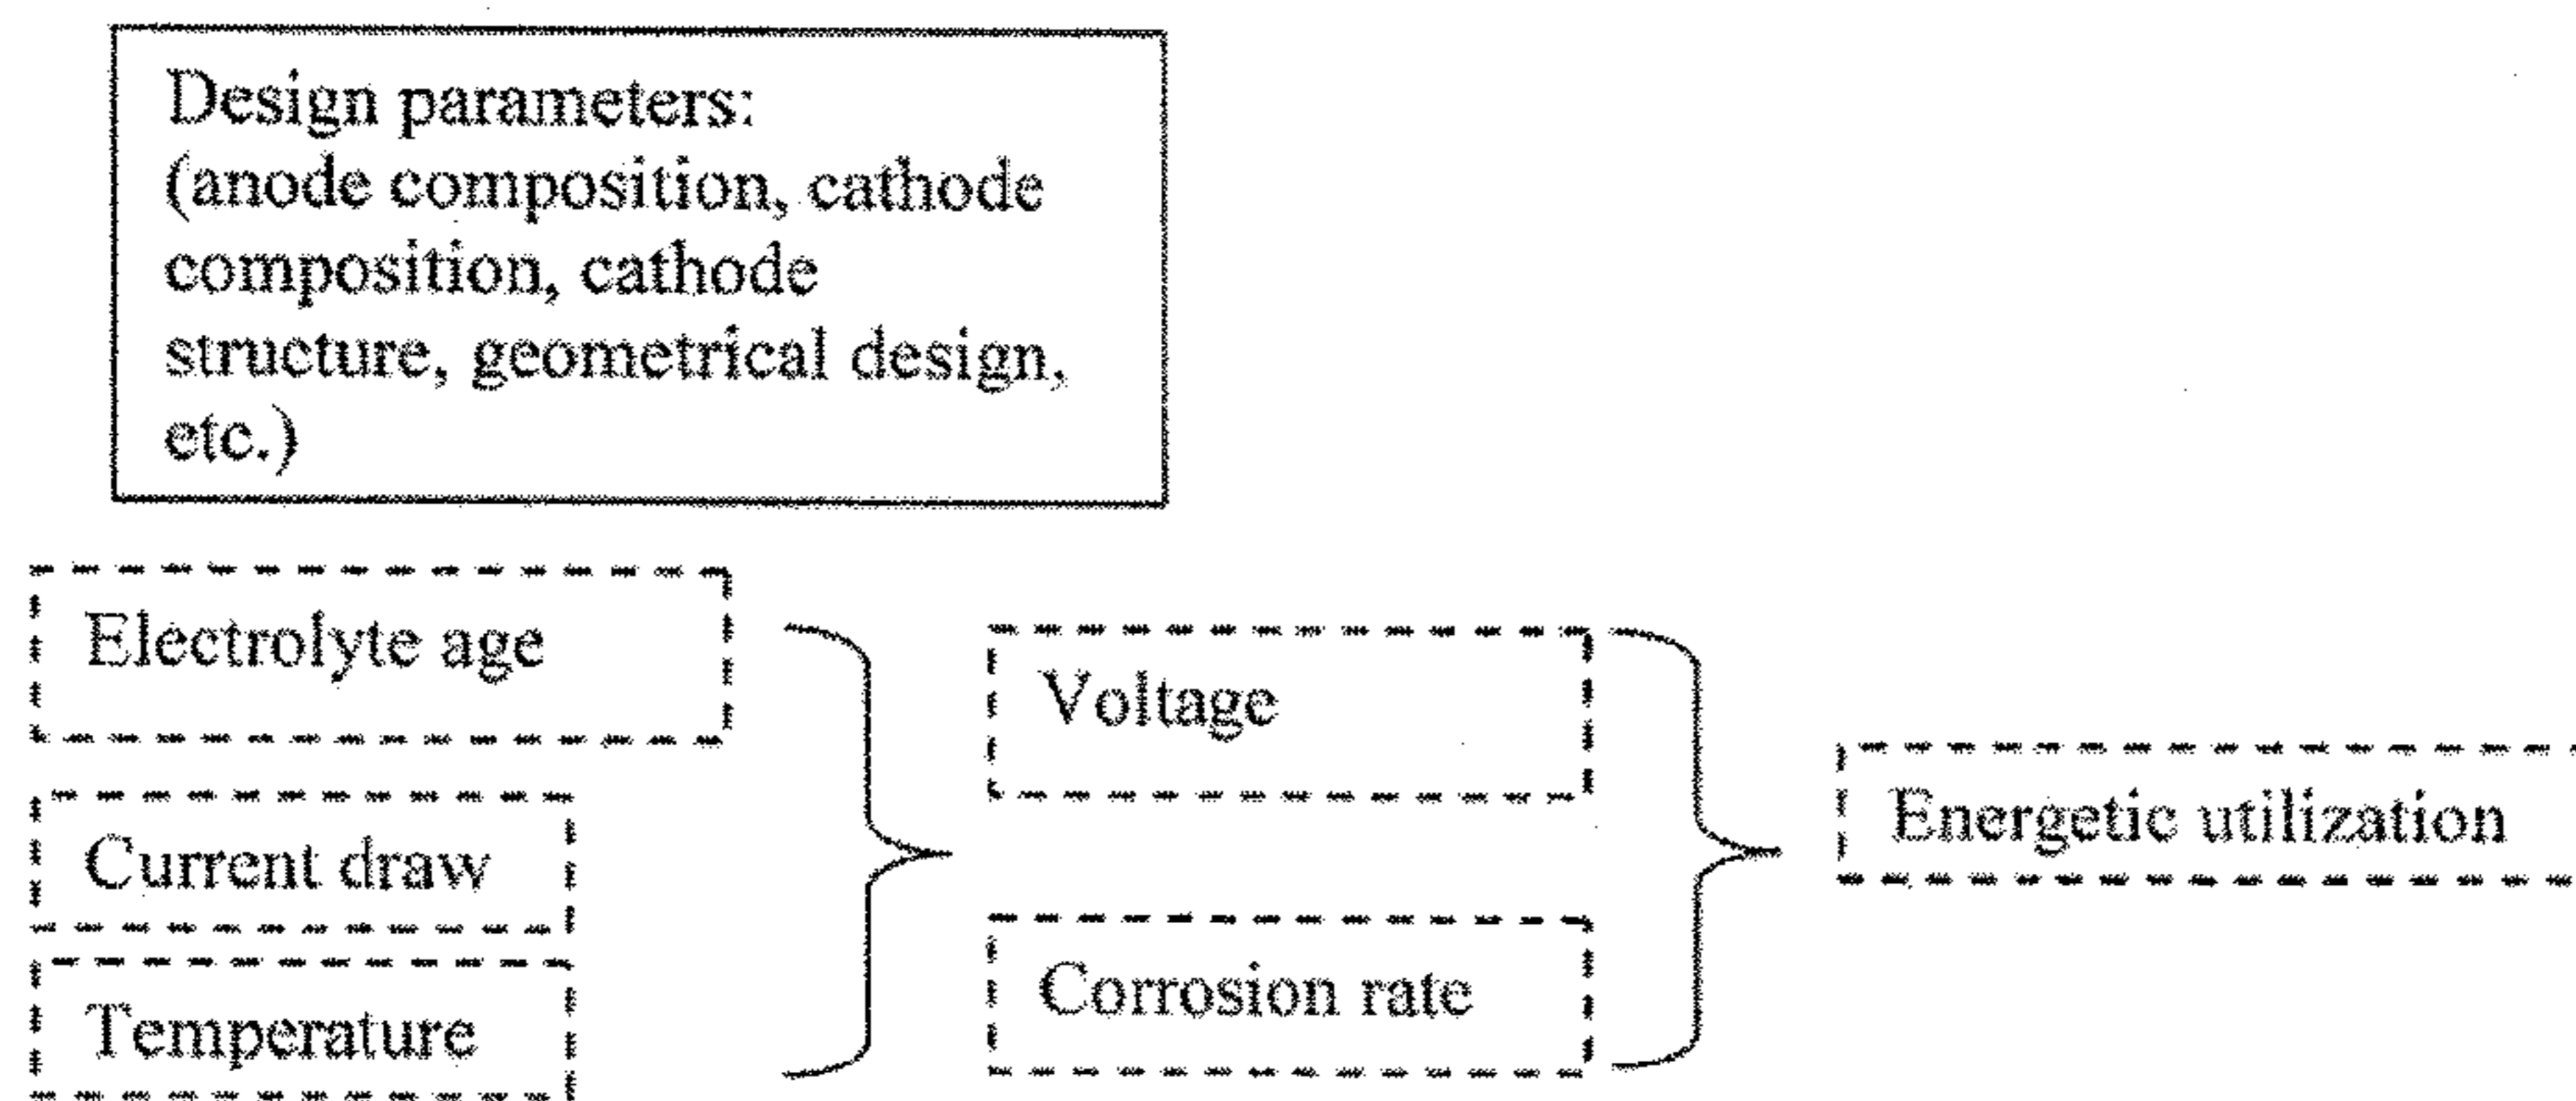 Design parameters:
(anode composition, cathode
composition, cathode
structure, geometrical design,
etc.)
Electrolyte age
Current draw
Temperature
Voltage
Corrosion rate
Energetic utilization